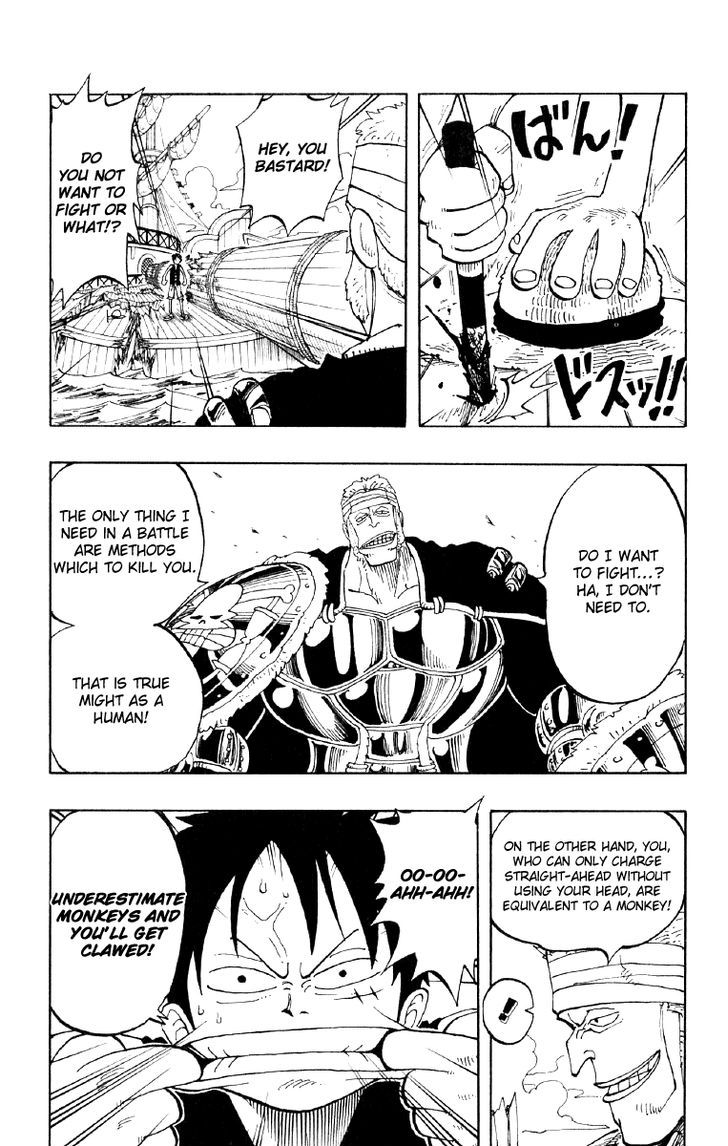 ばん!
ドスッ!!
HEY, YOU
BASTARD!
DO
YOU NOT
WANT TO
FIGHT OR
WHAT!?
DO I WANT
TO FIGHT...?
HA, I DON'T
NEED TO.
THE ONLY THING I
NEED IN A BATTLE
ARE METHODS
WHICH TO KILL YOU.
THAT IS TRUE
MIGHT AS A
HUMAN!
ON THE OTHER HAND, YOU,
WHO CAN ONLY CHARGE
STRAIGHT-AHEAD WITHOUT
USING YOUR HEAD, ARE
EQUIVALENT TO A MONKEY!
!
OO-OO-
AHH-AHH!
UNDERESTIMATE
MONKEYS AND
YOU'LL GET
CLAWED!